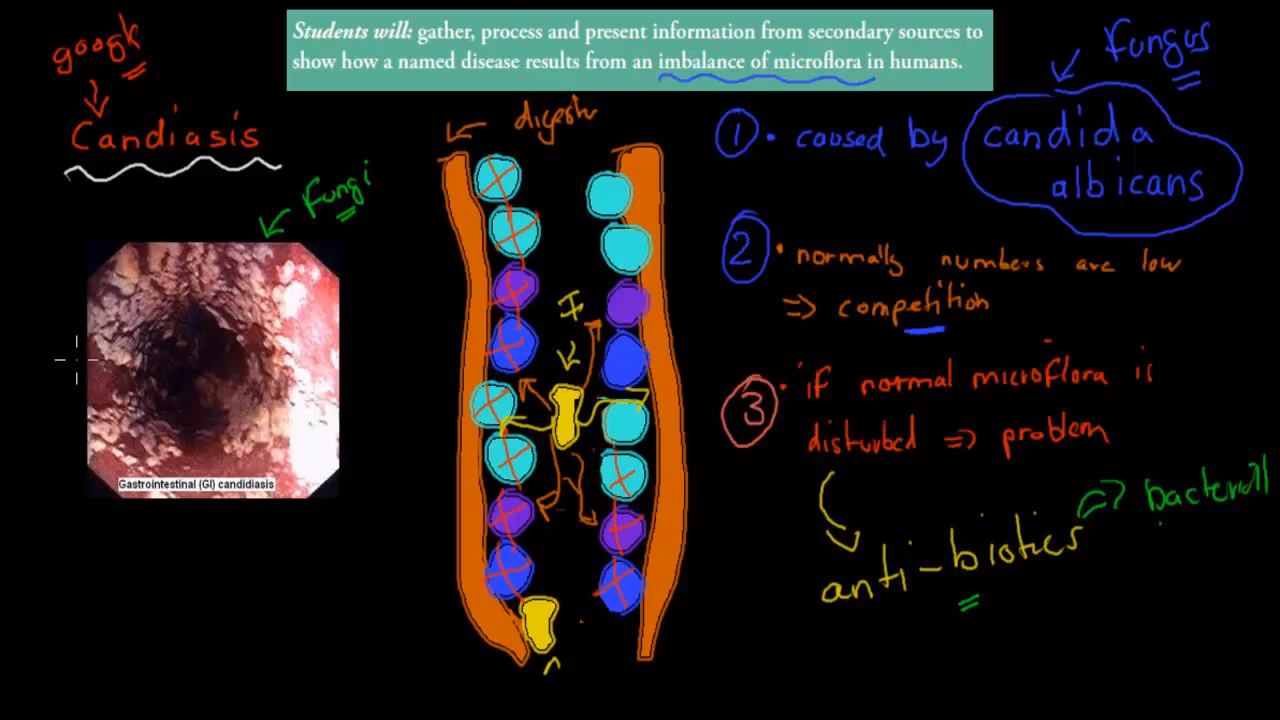 Students will: gather, process and present information from secondary sources to
show how a named disease results from an imbalance of microflora in humans.
google
Candiasis
Fungi
Gastrointestinal (GI) candidiasis
digestiv
Fungus
1 • caused by candida
albicans
2 • normally numbers are low
=> competition
3 • if normal microflora is
disturbed => problem
anti-biotics => bacteriall